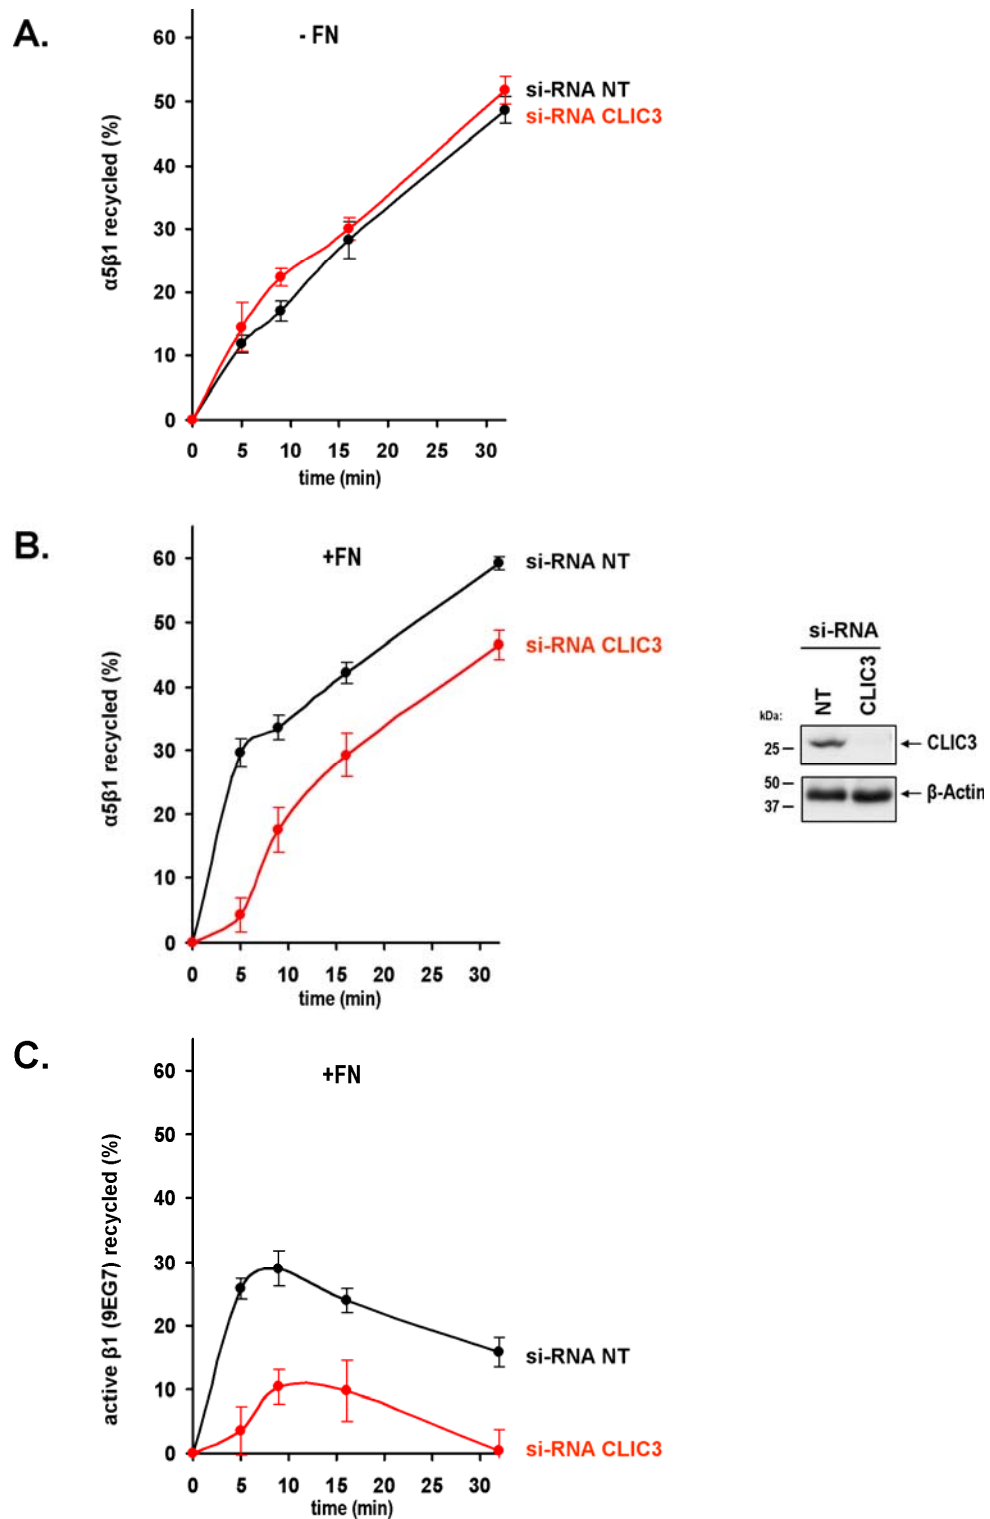 A.
- FN
α5β1 recycled (%)
60
50
40
30
20
10
0
0 5 10 15 20 25 30
time (min)
si-RNA NT
si-RNA CLIC3
B.
+FN
α5β1 recycled (%)
60
50
40
30
20
10
0
0 5 10 15 20 25 30
time (min)
si-RNA NT
si-RNA CLIC3
si-RNA
NT CLIC3
kDa:
25
CLIC3
50
37
β-Actin
C.
+FN
active β1 (9EG7) recycled (%)
60
50
40
30
20
10
0
0 5 10 15 20 25 30
time (min)
si-RNA NT
si-RNA CLIC3